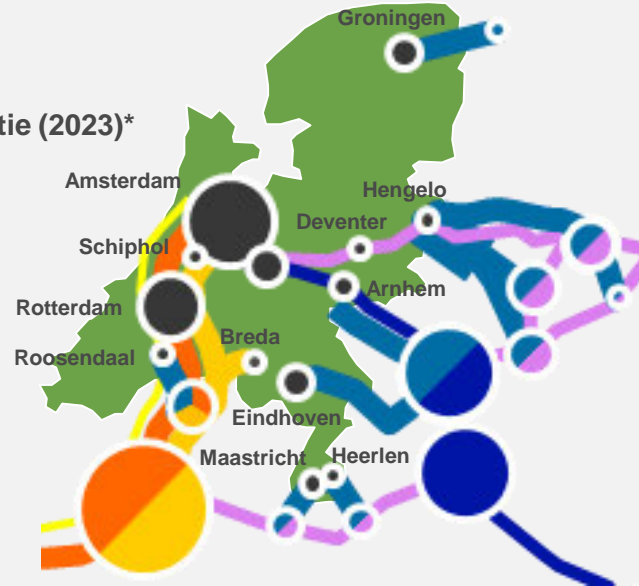 Groningen
tie (2023)*
Amsterdam
Hengelo
Deventer
Schiphol
Arnhem
Rotterdam
Breda
Roosendaal
Eindhoven
Maastricht
Heerlen